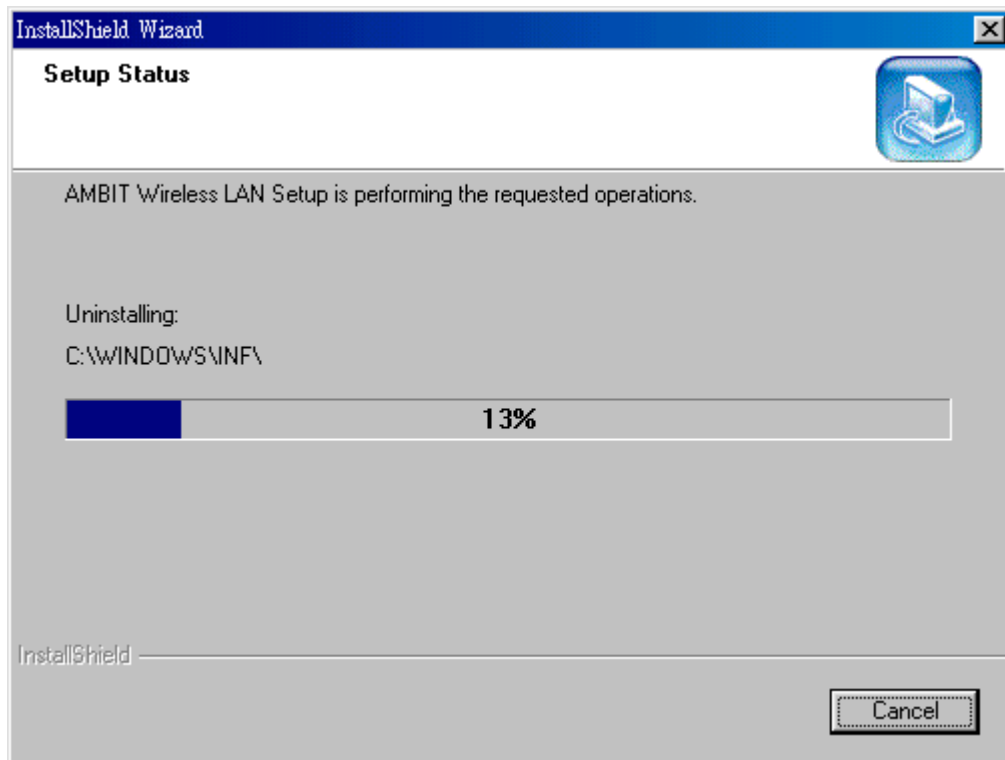 InstallShield Wizard
Setup Status
AMBIT Wireless LAN Setup is performing the requested operations.
Uninstalling:
C:\WINDOWS\INF\
13%
InstallShield
Cancel